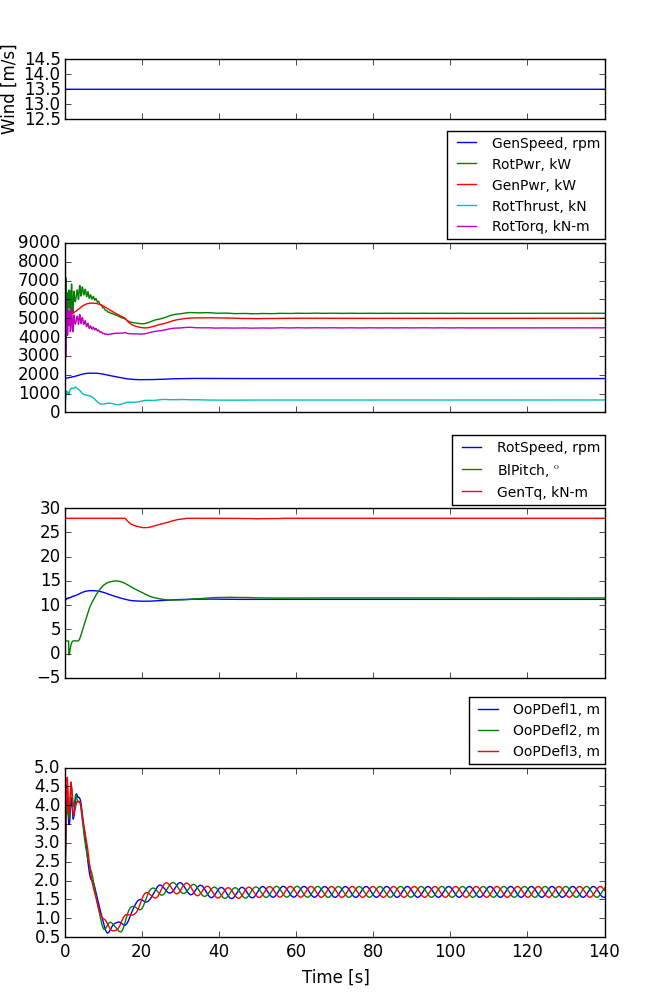 Wind [m/s]
14.5
14.0
13.5
13.0
12.5
GenSpeed, rpm
RotPwr, kW
GenPwr, kW
RotThrust, kN
RotTorq, kN-m
9000
8000
7000
6000
5000
4000
3000
2000
1000
0
RotSpeed, rpm
BlPitch, °
GenTq, kN-m
30
25
20
15
10
5
0
−5
OoPDefl1, m
OoPDefl2, m
OoPDefl3, m
5.0
4.5
4.0
3.5
3.0
2.5
2.0
1.5
1.0
0.5
0 20 40 60 80 100 120 140
Time [s]